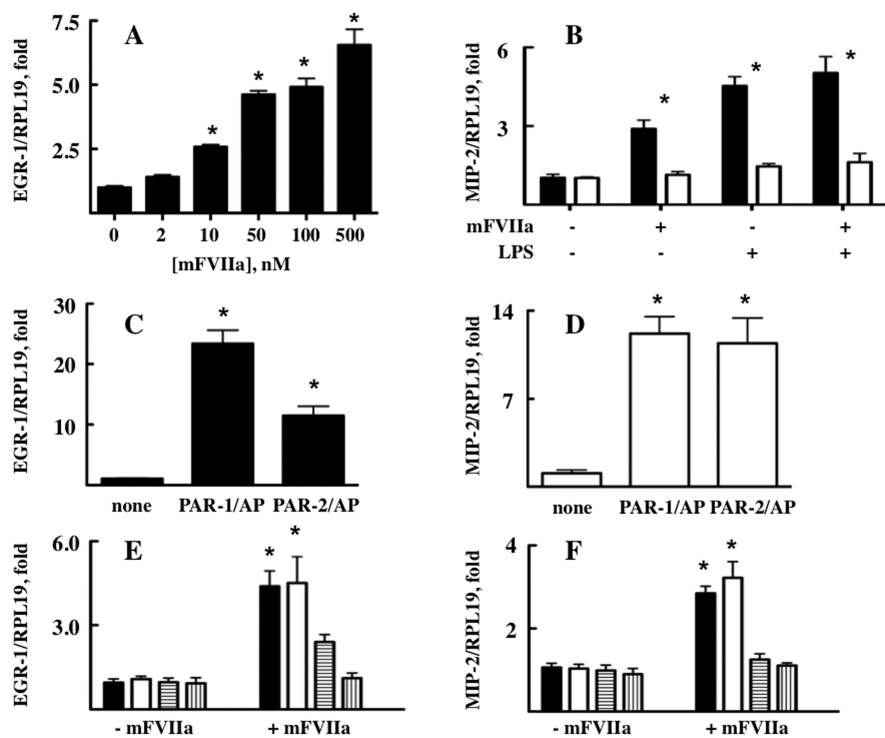 A
EGR-1/RPL19, fold
7.5
5.0
2.5
* * * *
0 2 10 50 100 500
[mFVIIa], nM
B
MIP-2/RPL19, fold
6
3
* * *
mFVIIa - + - +
LPS - - + +
C
EGR-1/RPL19, fold
30
20
10
* *
none PAR-1/AP PAR-2/AP
D
MIP-2/RPL19, fold
14
7
* *
none PAR-1/AP PAR-2/AP
E
EGR-1/RPL19, fold
6.0
3.0
* *
- mFVIIa + mFVIIa
F
MIP-2/RPL19, fold
4
2
* *
- mFVIIa + mFVIIa